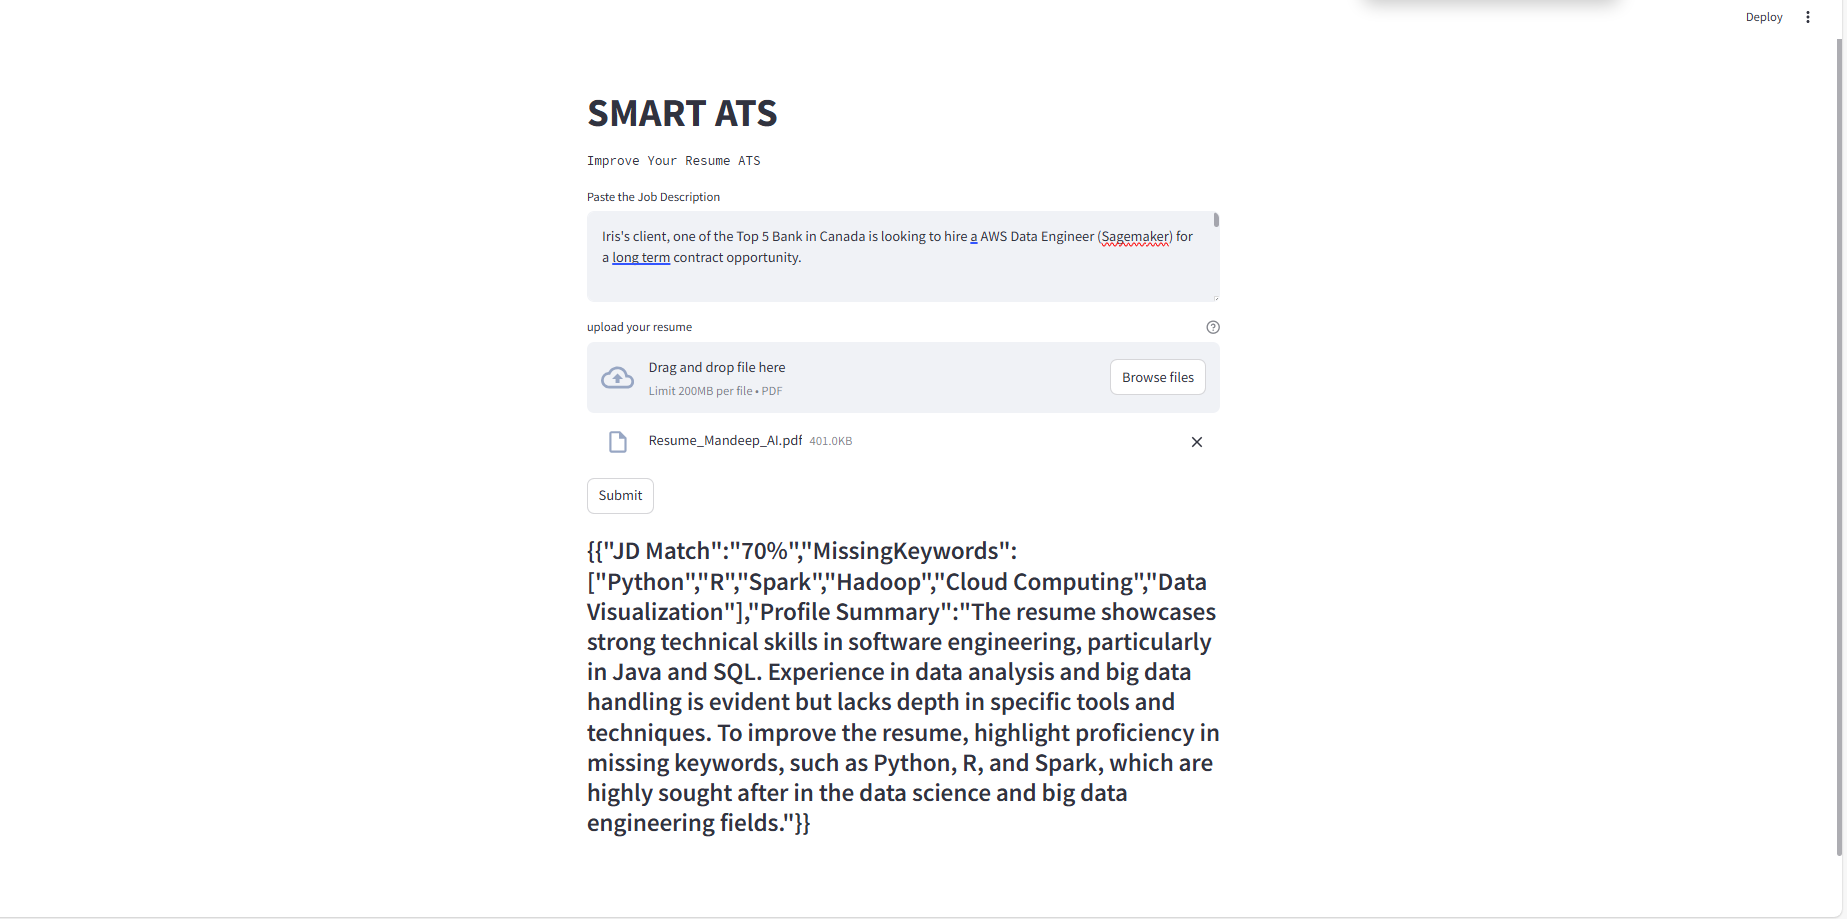 Deploy
SMART ATS
Improve Your Resume ATS
Paste the Job Description
Iris's client, one of the Top 5 Bank in Canada is looking to hire a AWS Data Engineer (Sagemaker) for
a long term contract opportunity.
upload your resume
Drag and drop file here
Limit 200MB per file • PDF
Browse files
Resume_Mandeep_AI.pdf 401.0KB
Submit
{{"JD Match":"70%","MissingKeywords":
["Python","R","Spark","Hadoop","Cloud Computing","Data
Visualization"],"Profile Summary":"The resume showcases
strong technical skills in software engineering, particularly
in Java and SQL. Experience in data analysis and big data
handling is evident but lacks depth in specific tools and
techniques. To improve the resume, highlight proficiency in
missing keywords, such as Python, R, and Spark, which are
highly sought after in the data science and big data
engineering fields."}}